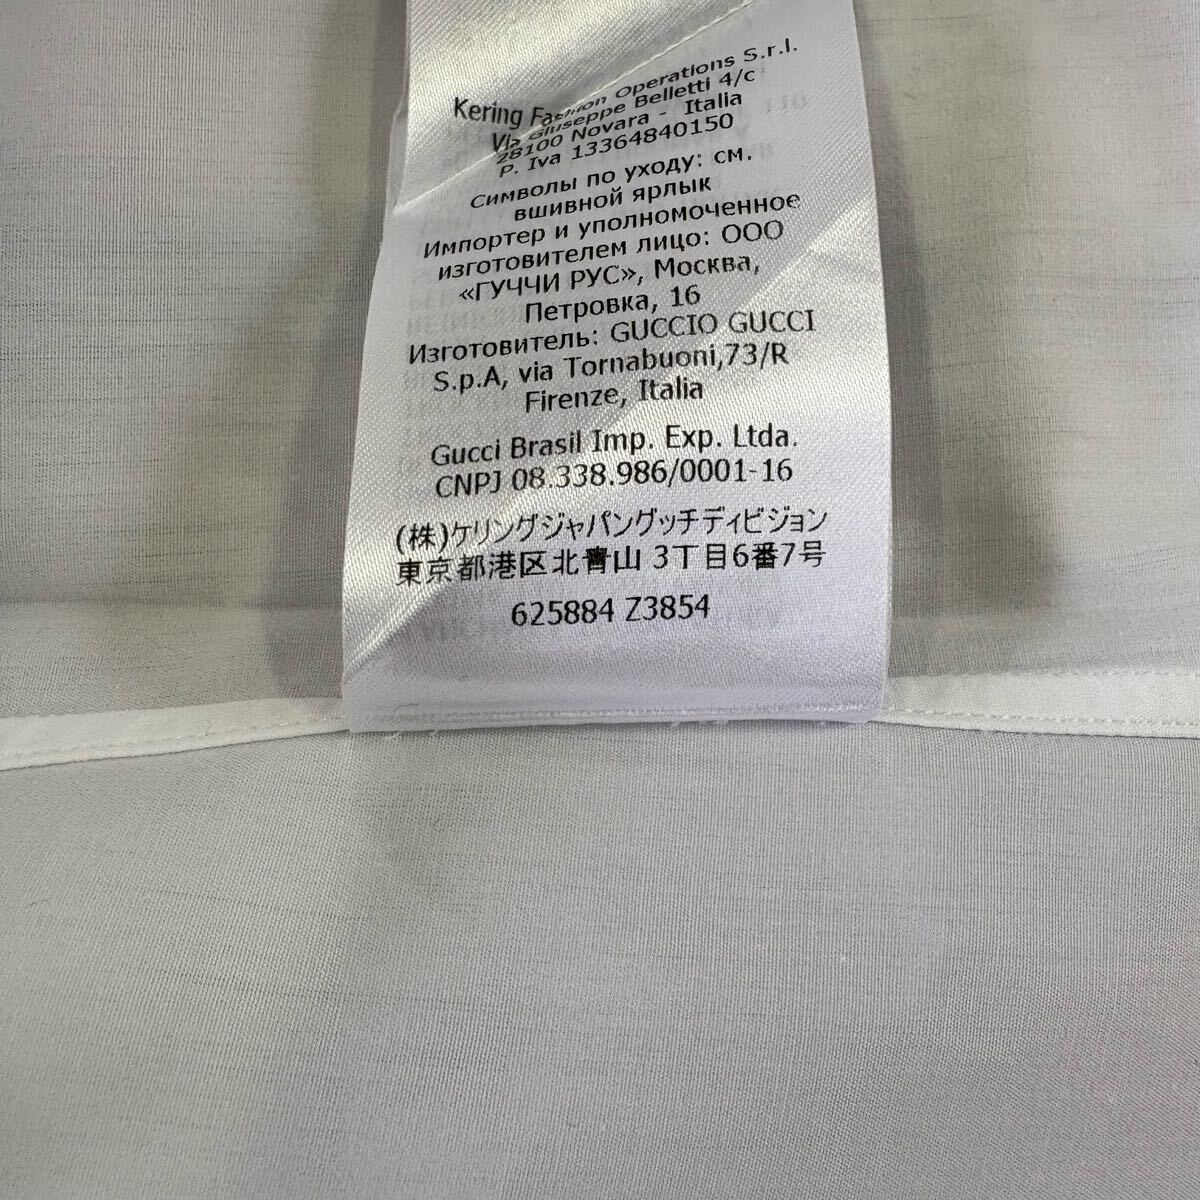 Kering Fashion Operations S.r.l.
Via Giuseppe Belletti 4/c
28100 Novara - Italia
P. Iva 13364840150
Символы по уходу: см.
вшивной ярлык
Импортер и уполномоченное
изготовителем лицо: ООО
«ГУЧЧИ РУС», Москва,
Петровка, 16
Изготовитель: GUCCIO GUCCI
S.p.A, via Tornabuoni,73/R
Firenze, Italia
Gucci Brasil Imp. Exp. Ltda.
CNPJ 08.338.986/0001-16
(株)ケリングジャパングッチディビジョン
東京都港区北青山 3丁目6番7号
625884 Z3854